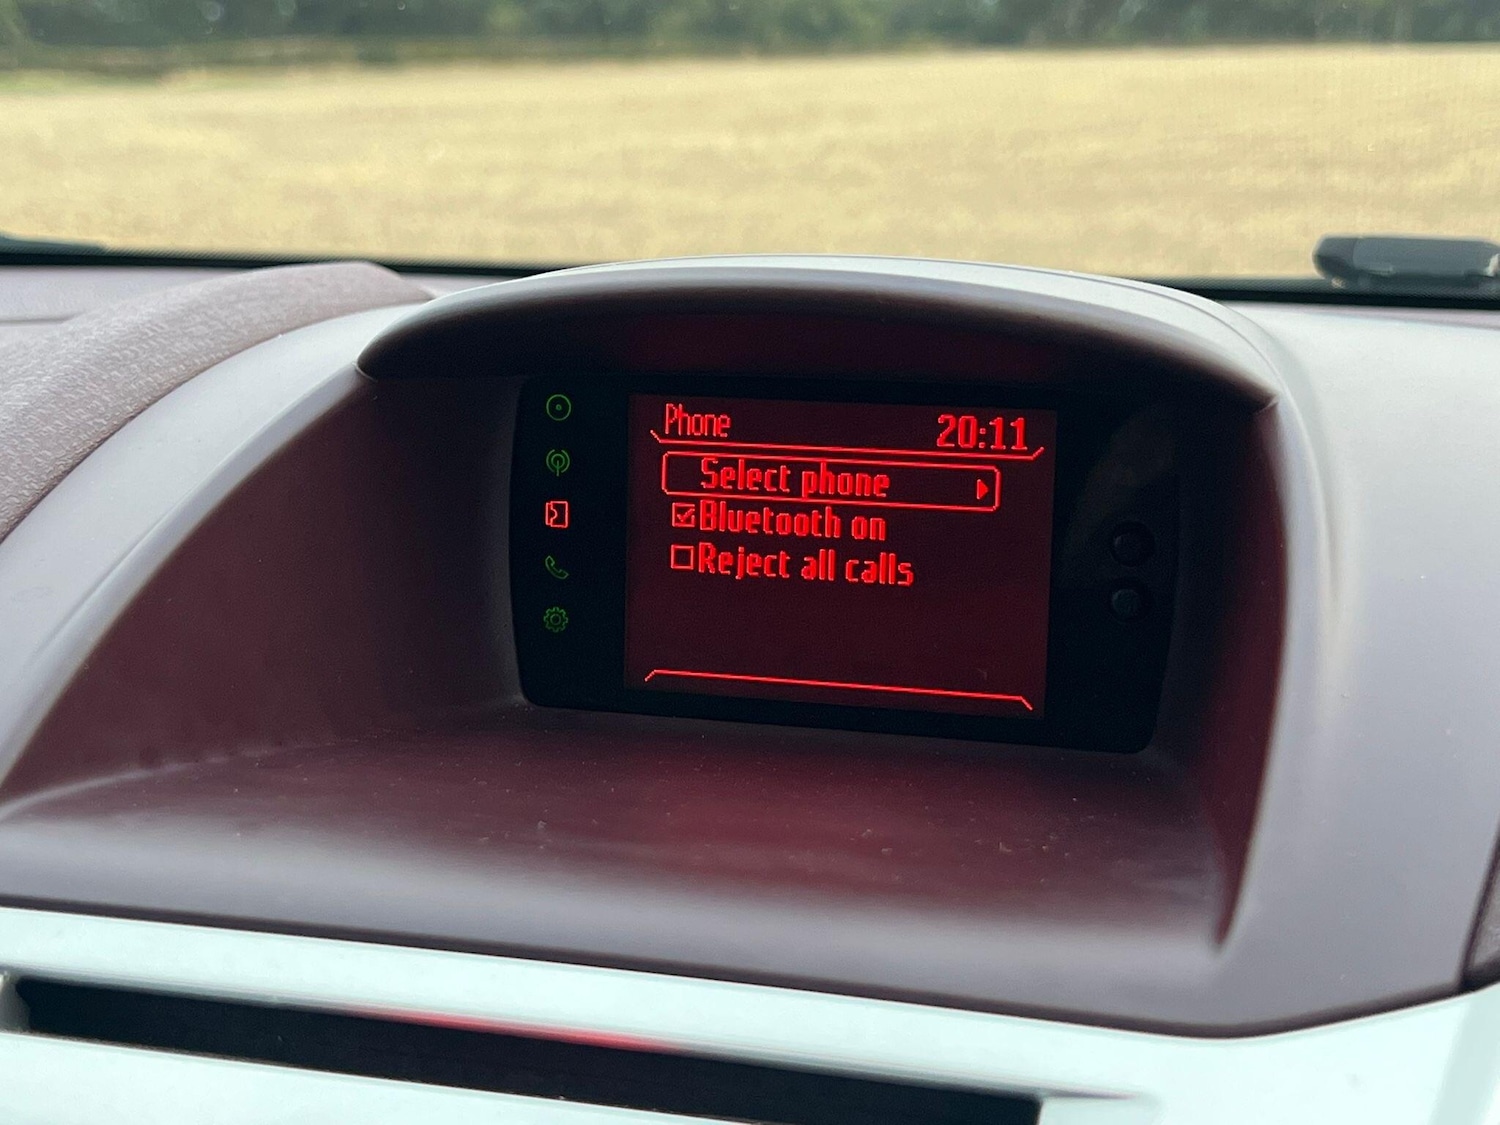 Phone 20:11
Select phone
Bluetooth on
Reject all calls